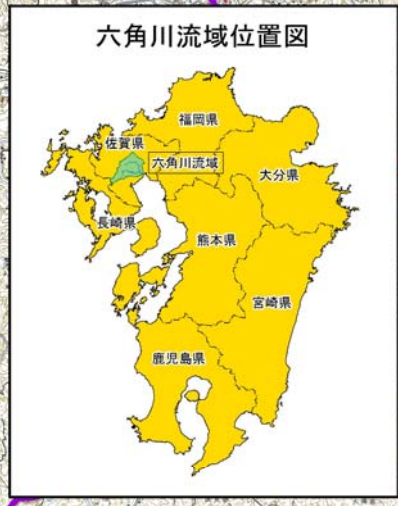 六角川流域位置図
福岡県
佐賀県
六角川流域
大分県
長崎県
熊本県
宮崎県
鹿児島県